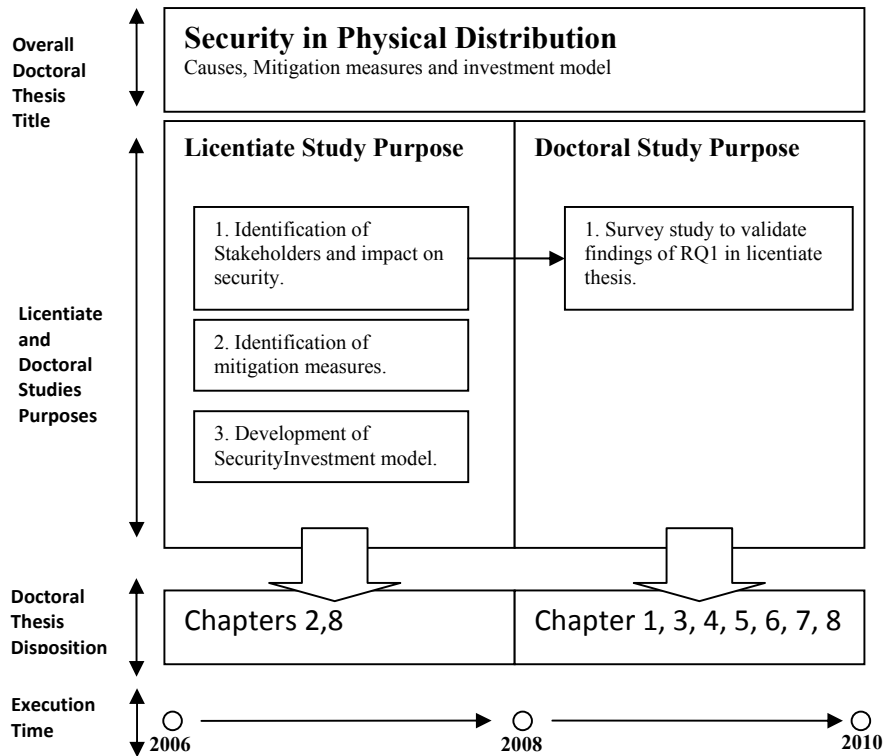 Overall
Doctoral
Thesis
Title
Security in Physical Distribution
Causes, Mitigation measures and investment model
Licentiate
and
Doctoral
Studies
Purposes
Licentiate Study Purpose
1. Identification of
Stakeholders and impact on
security.
2. Identification of
mitigation measures.
3. Development of
SecurityInvestment model.
Doctoral Study Purpose
1. Survey study to validate
findings of RQ1 in licentiate
thesis.
Doctoral
Thesis
Disposition
Chapters 2,8
Chapter 1, 3, 4, 5, 6, 7, 8
Execution
Time
2006
2008
2010